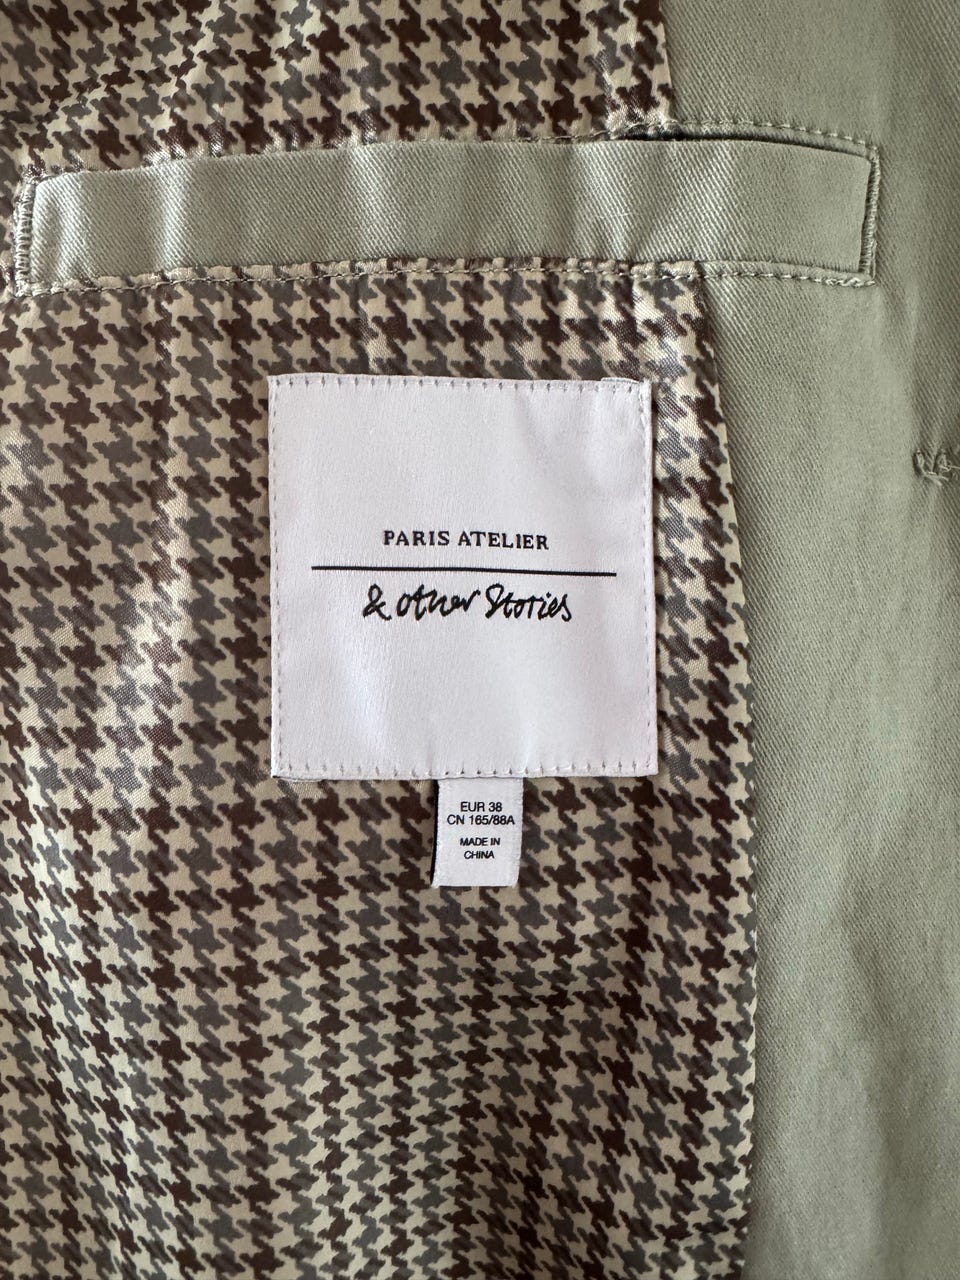 PARIS ATELIER
& other Stories
EUR 38
CN 165/88A
MADE IN
CHINA